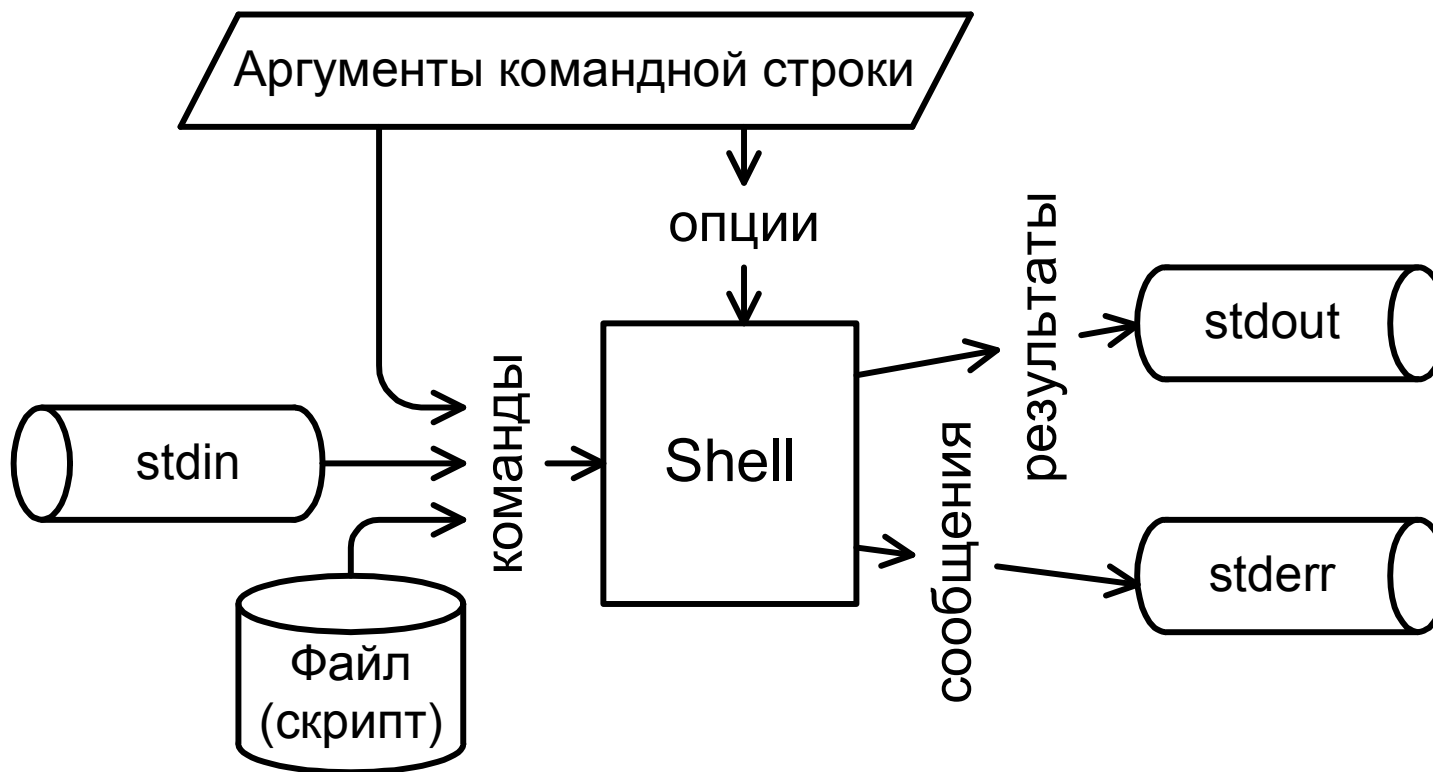 Аргументы командной строки
опции
результаты
stdout
команды
Shell
stdin
сообщения
stderr
Файл
(скрипт)